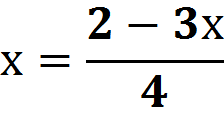 x = (2 − 3x)/4